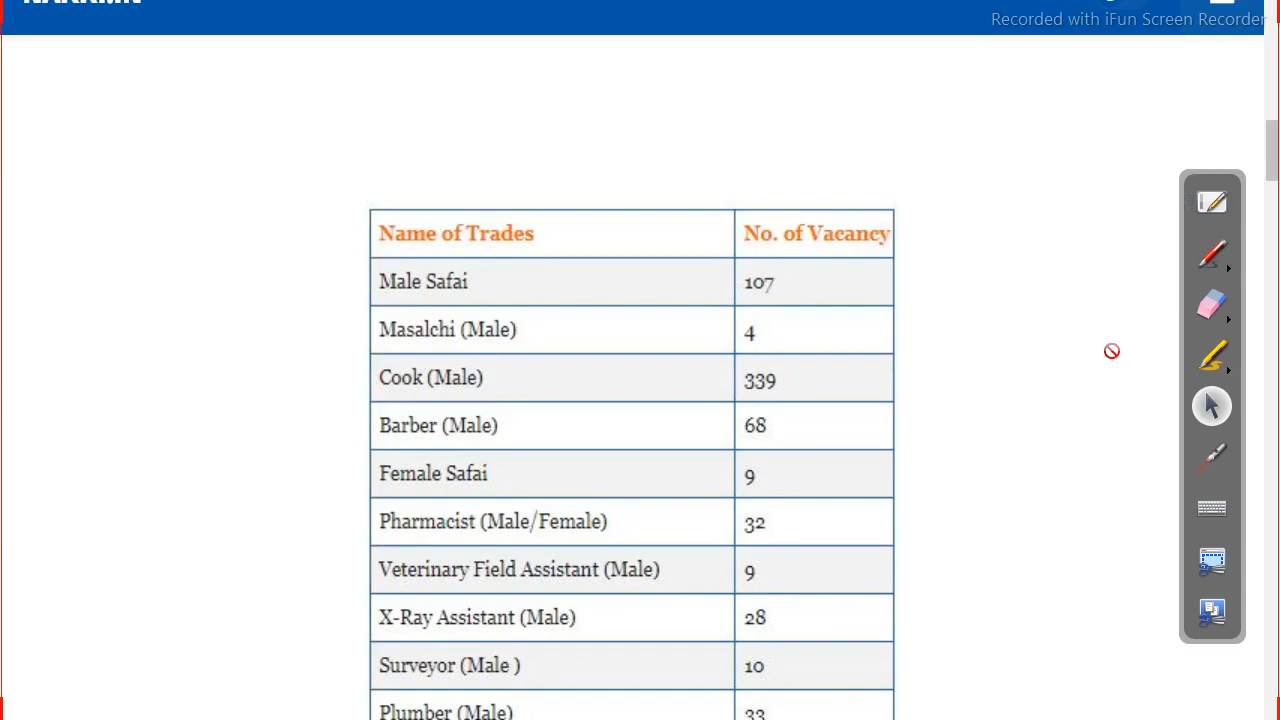 Recorded with iFun Screen Recorder
Name of Trades No. of Vacancy
Male Safai 107
Masalchi (Male) 4
Cook (Male) 339
Barber (Male) 68
Female Safai 9
Pharmacist (Male/Female) 32
Veterinary Field Assistant (Male) 9
X-Ray Assistant (Male) 28
Surveyor (Male ) 10
Plumber (Male) 33